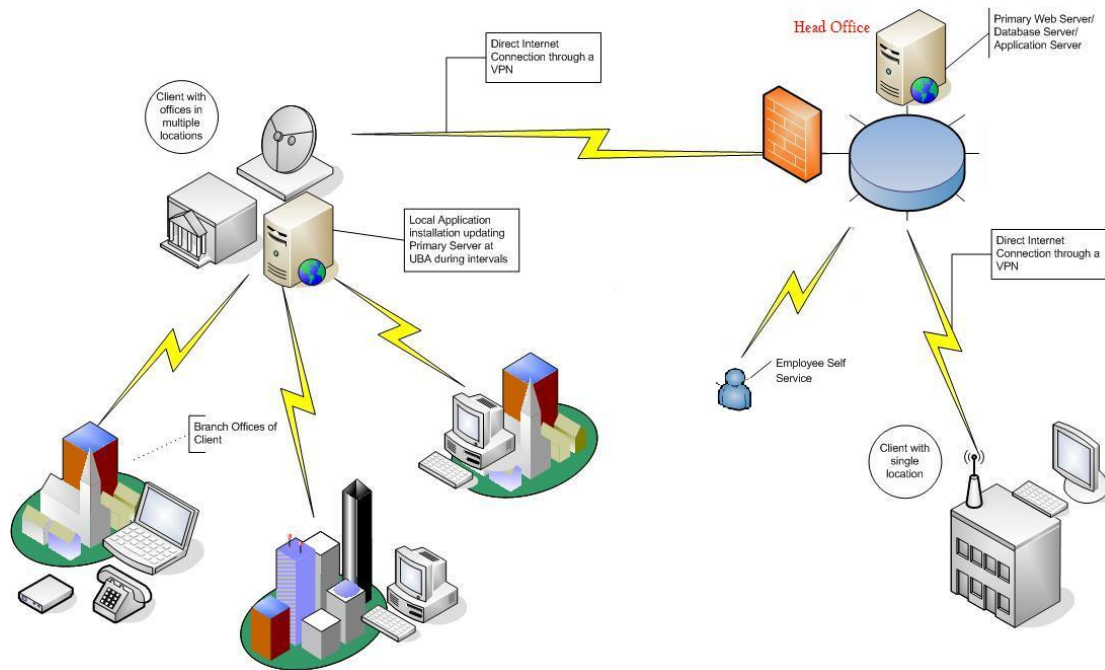 Head Office
Primary Web Server/
Database Server/
Application Server
Direct Internet
Connection through a
VPN
Client with
offices in
multiple
locations
Local Application
installation updating
Primary Server at
UBA during intervals
Direct Internet
Connection through a
VPN
Employee Self
Service
Branch Offices of
Client
Client with
single
location